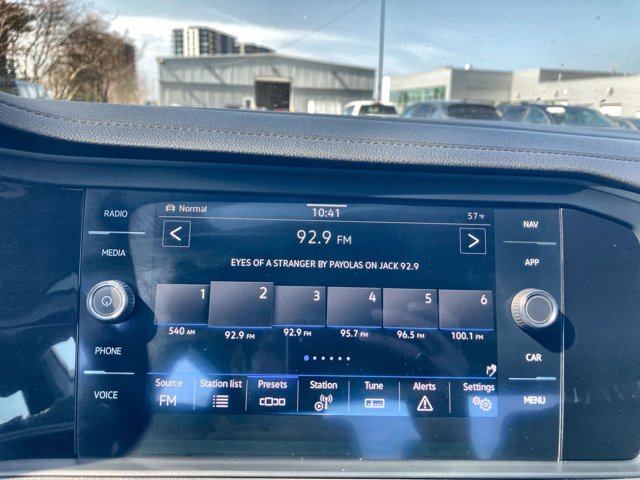 Normal 10:41 57°F
RADIO
MEDIA
PHONE
VOICE
92.9 FM
EYES OF A STRANGER BY PAYOLAS ON JACK 92.9
1 2 3 4 5 6
540 AM 92.9 FM 92.9 FM 95.7 FM 96.5 FM 100.1 FM
Source Station list Presets Station Tune Alerts Settings
FM
NAV
APP
CAR
MENU